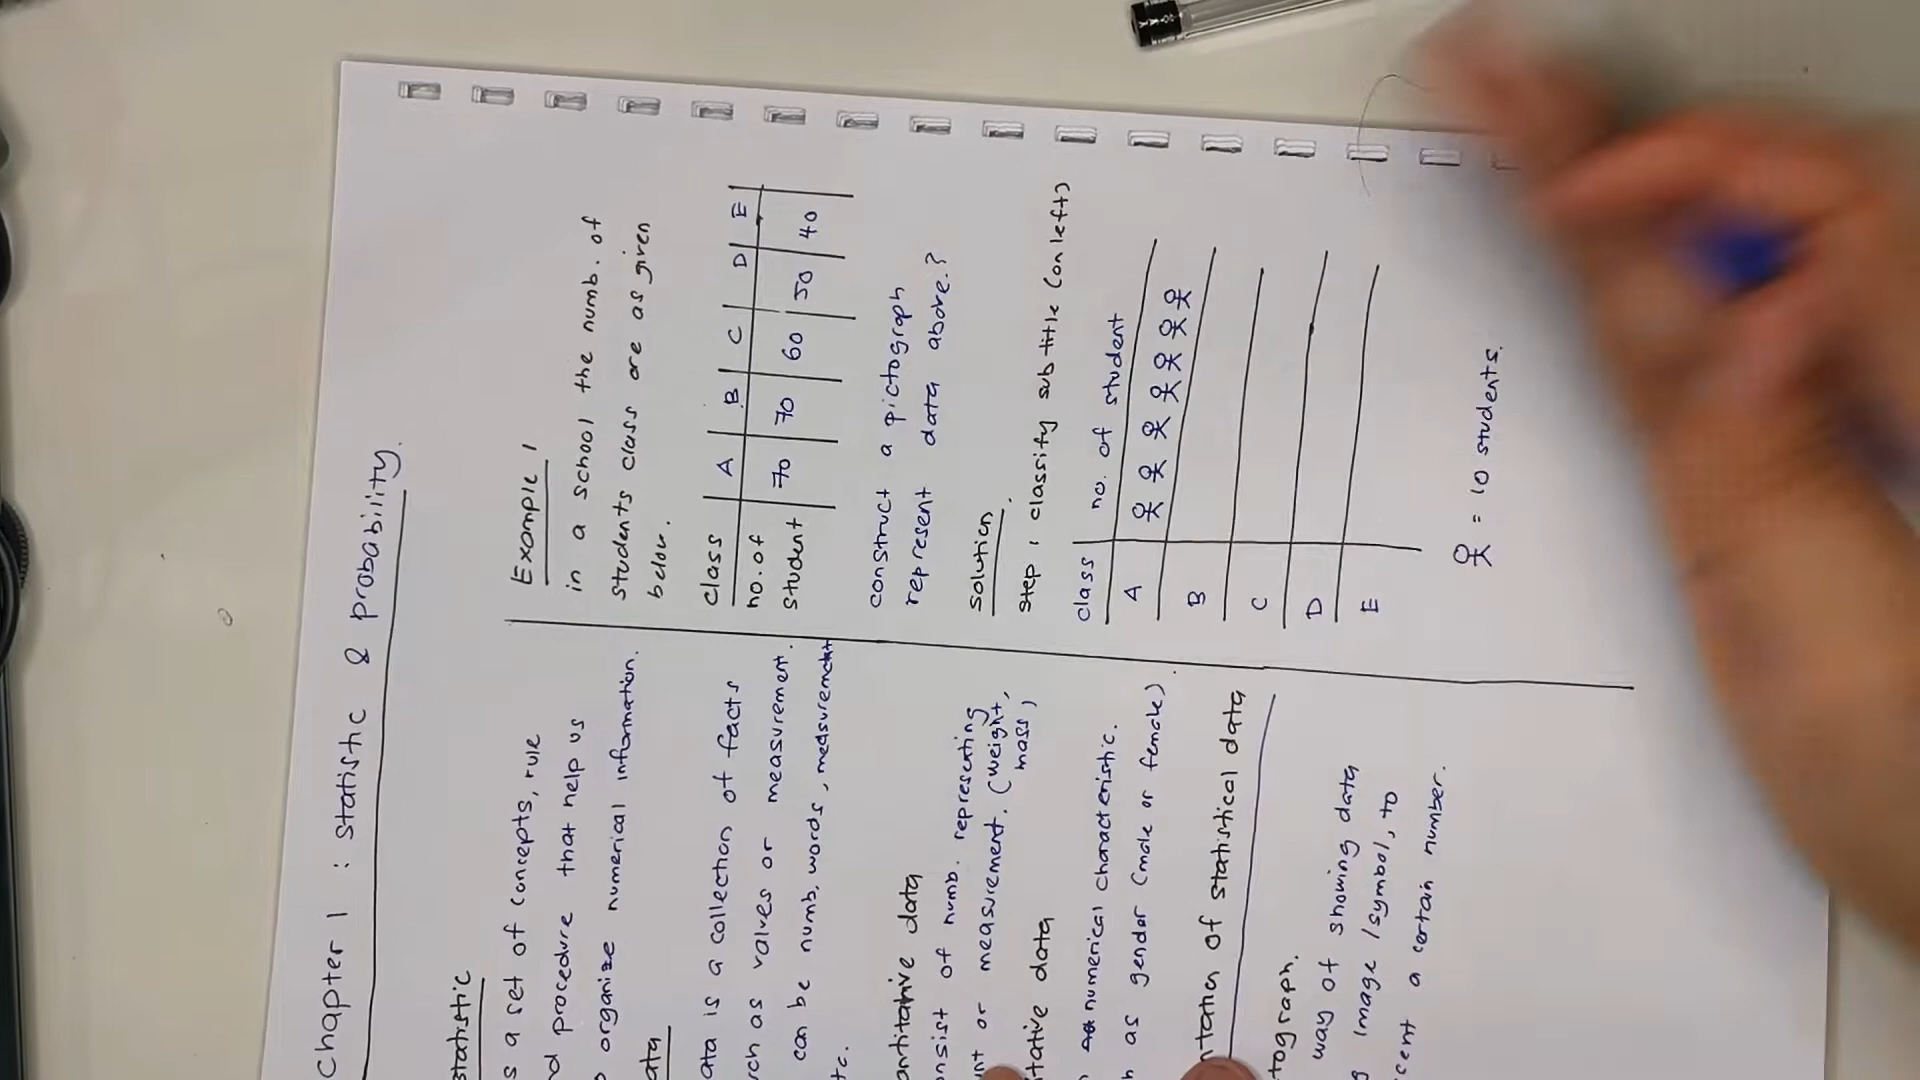 Chapter 1 : statistic & probability.
statistic
s a set of concepts, rule
d procedure that help us
organize numerical information.
ata
ata is a collection of facts
ch as values or measurement.
can be numb, words, measurement
tc.
antitative data
onsist of numb. representing
unt or measurement. (weight,
mass)
tative data
numerical characteristic.
h as gender (male or female).
ntation of statistical data
tograph.
way of showing data
g image /symbol, to
esent a certain number.
Example 1
in a school the numb. of
students class are as given
below.
class A B C D E
no. of student 70 70 60 50 40
construct a pictograph
represent data above.?
solution.
step 1 classify sub title (on left)
class no. of student
A
B
C
D
E
= 10 students.